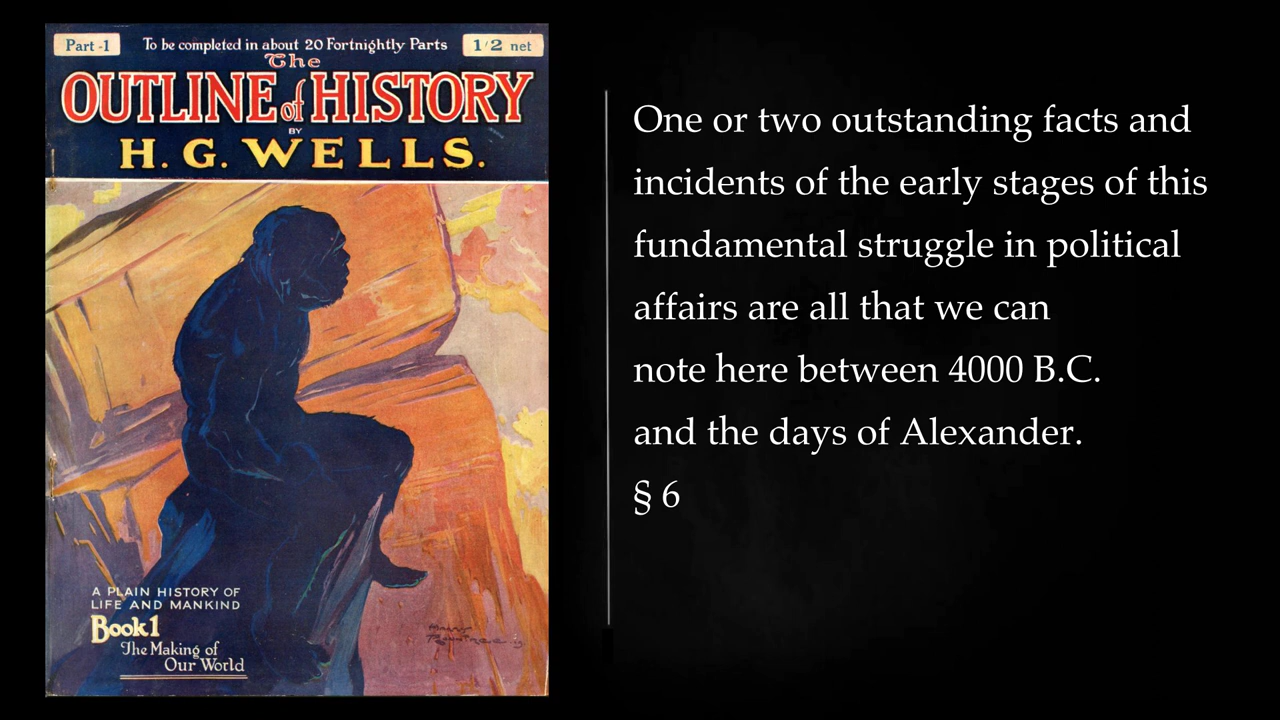 Part -1
To be completed in about 20 Fortnightly Parts
1/2 net
The
OUTLINE of HISTORY
BY
H. G. WELLS.
A PLAIN HISTORY OF
LIFE AND MANKIND
Book 1
The Making of
Our World
One or two outstanding facts and
incidents of the early stages of this
fundamental struggle in political
affairs are all that we can
note here between 4000 B.C.
and the days of Alexander.
§ 6